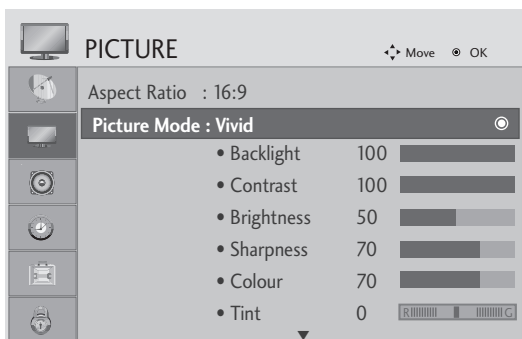 PICTURE Move OK
Aspect Ratio : 16:9
Picture Mode : Vivid
• Backlight 100
• Contrast 100
• Brightness 50
• Sharpness 70
• Colour 70
• Tint 0 R G